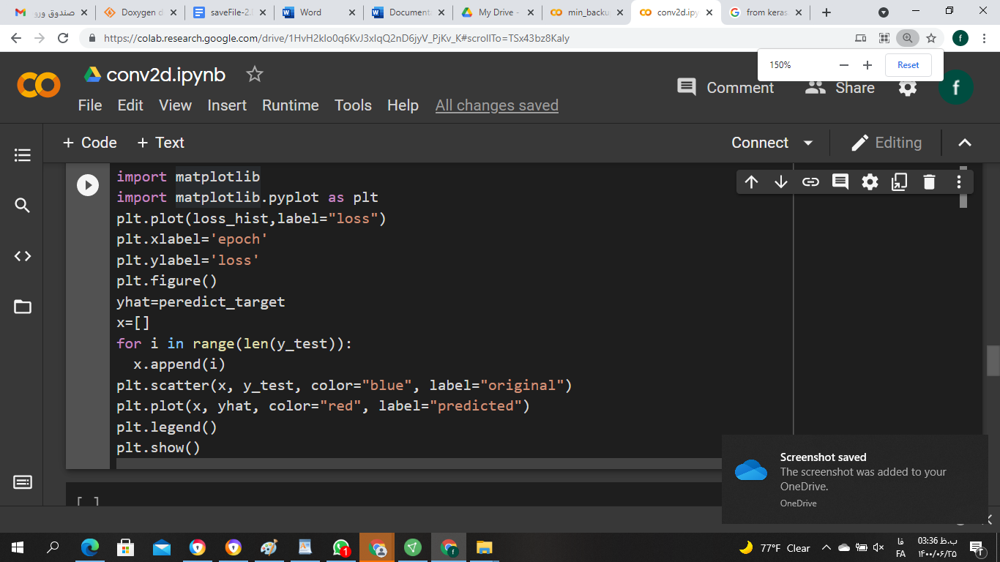 صندوق ورو
Doxygen d
saveFile-2.
Word
Documenta
My Drive -
min_backu
conv2d.ipy
from keras
https://colab.research.google.com/drive/1HvH2klo0q6KvJ3xlqQ2nD6jyV_PjKv_K#scrollTo=TSx43bz8KaIy
f
150%
Reset
conv2d.ipynb
Comment
Share
f
File Edit View Insert Runtime Tools Help All changes saved
+ Code + Text
Connect
Editing
import matplotlib
import matplotlib.pyplot as plt
plt.plot(loss_hist,label="loss")
plt.xlabel='epoch'
plt.ylabel='loss'
plt.figure()
yhat=peredict_target
x=[]
for i in range(len(y_test)):
  x.append(i)
plt.scatter(x, y_test, color="blue", label="original")
plt.plot(x, yhat, color="red", label="predicted")
plt.legend()
plt.show()
[ ]
Screenshot saved
The screenshot was added to your
OneDrive.
OneDrive
1
77°F Clear
فا
FA
03:36 ب.ظ
۱۴۰۰/۰۶/۲۵